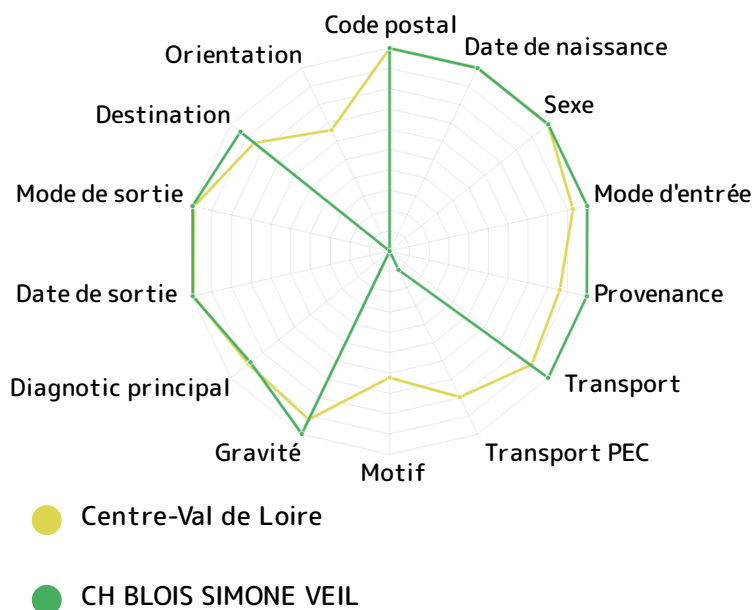 Code postal
Date de naissance
Sexe
Mode d'entrée
Provenance
Transport
Transport PEC
Motif
Gravité
Diagnotic principal
Date de sortie
Mode de sortie
Destination
Orientation
Centre-Val de Loire
CH BLOIS SIMONE VEIL